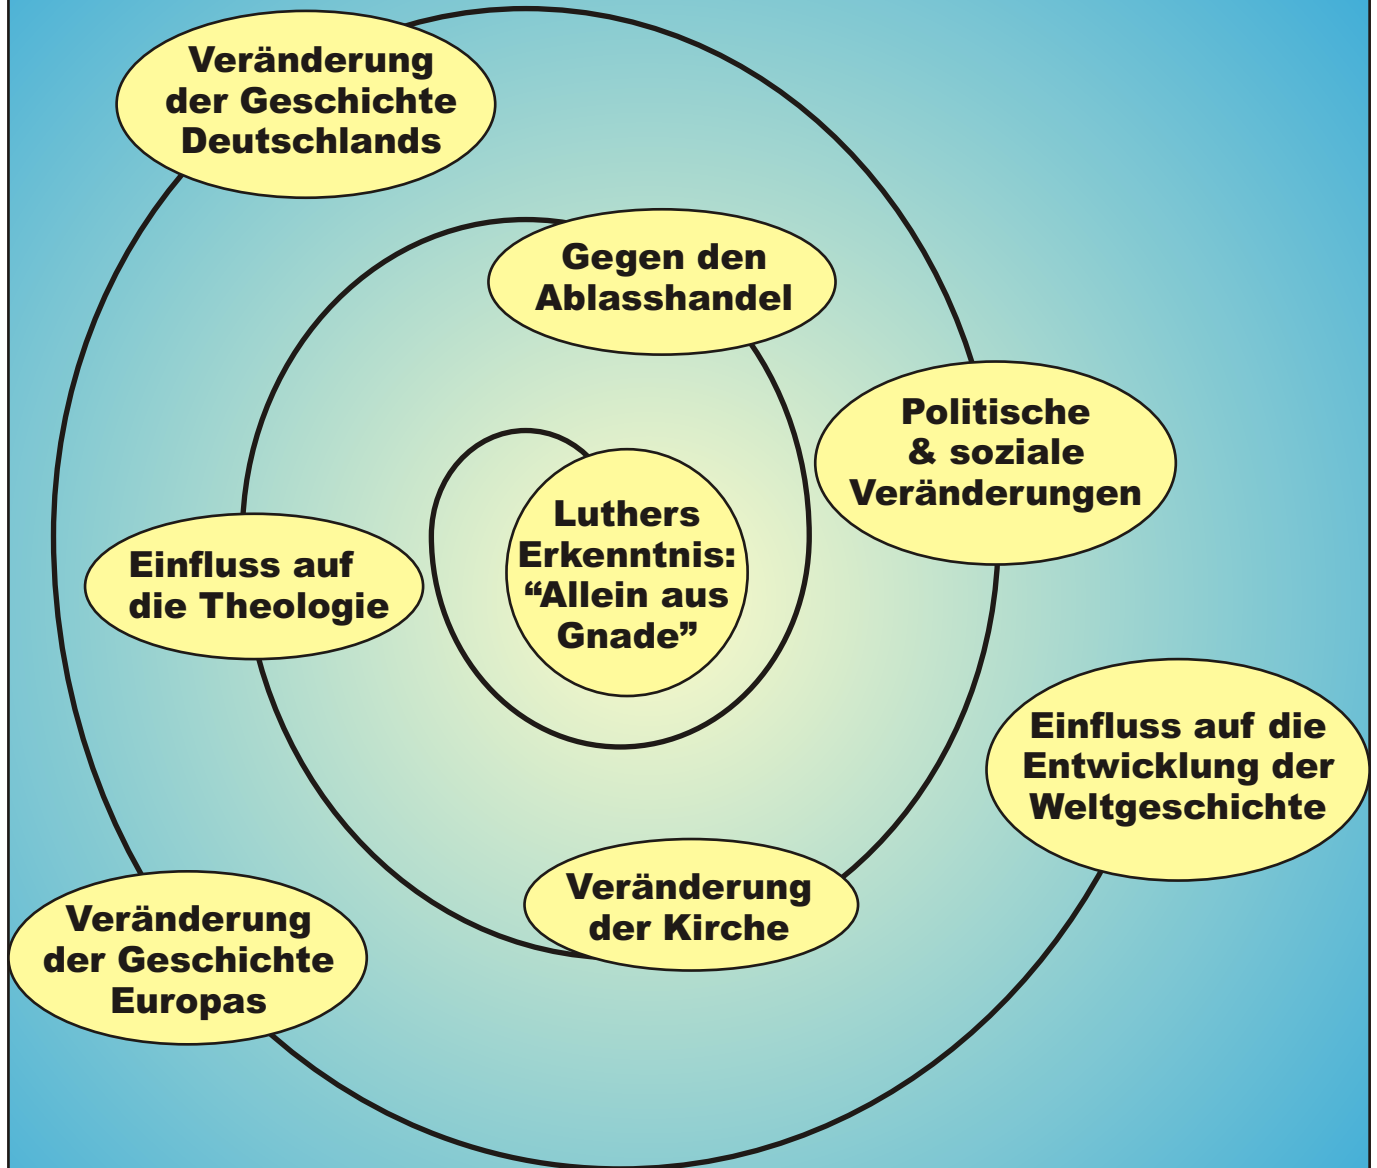 Veränderung
der Geschichte
Deutschlands
Gegen den
Ablasshandel
Politische
& soziale
Veränderungen
Luthers
Erkenntnis:
“Allein aus
Gnade”
Einfluss auf
die Theologie
Einfluss auf die
Entwicklung der
Weltgeschichte
Veränderung
der Kirche
Veränderung
der Geschichte
Europas